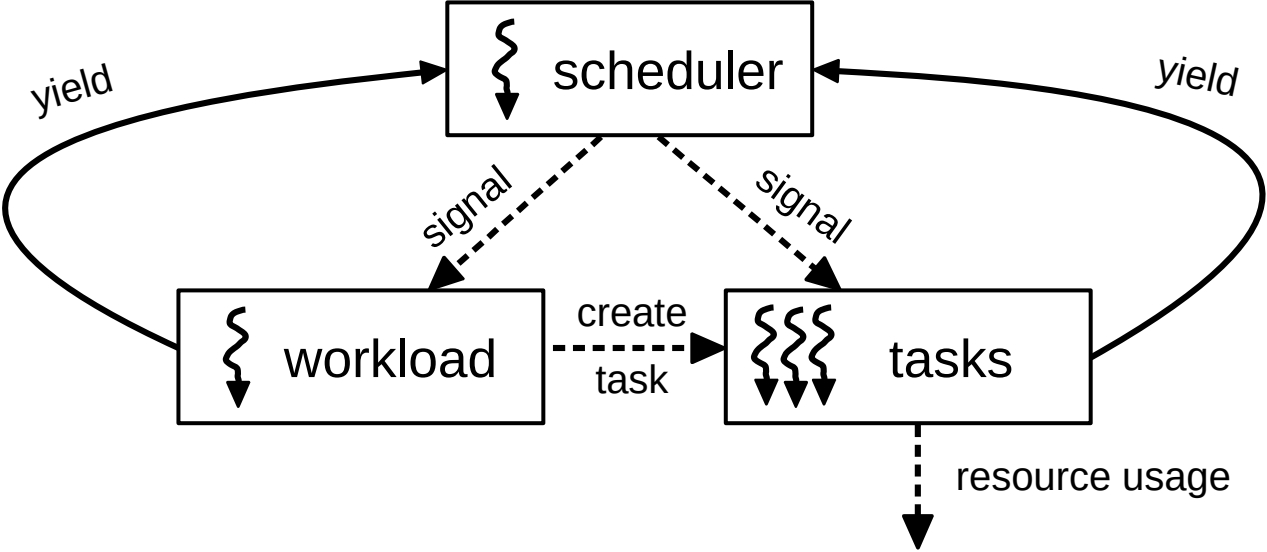 scheduler
yield
yield
signal
signal
workload
create
task
tasks
resource usage